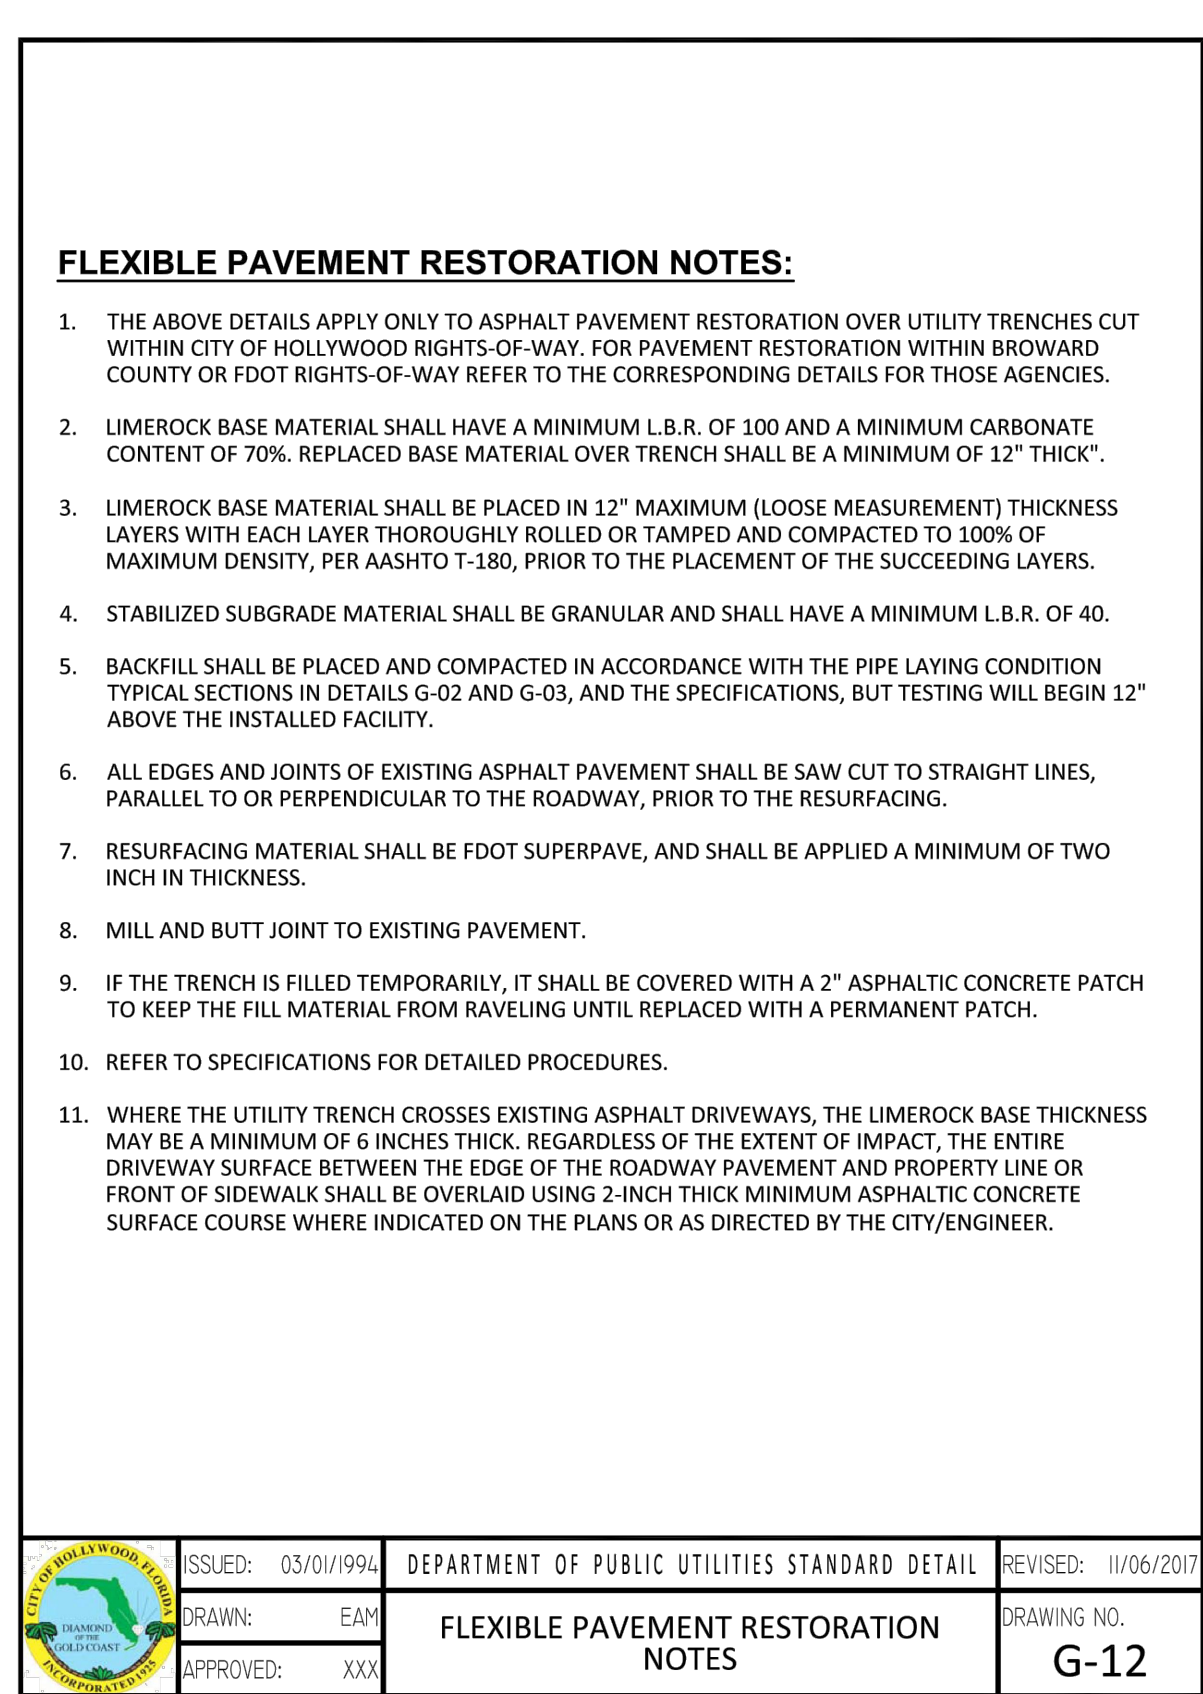 FLEXIBLE PAVEMENT RESTORATION NOTES:
1. THE ABOVE DETAILS APPLY ONLY TO ASPHALT PAVEMENT RESTORATION OVER UTILITY TRENCHES CUT
WITHIN CITY OF HOLLYWOOD RIGHTS-OF-WAY. FOR PAVEMENT RESTORATION WITHIN BROWARD
COUNTY OR FDOT RIGHTS-OF-WAY REFER TO THE CORRESPONDING DETAILS FOR THOSE AGENCIES.
2. LIMEROCK BASE MATERIAL SHALL HAVE A MINIMUM L.B.R. OF 100 AND A MINIMUM CARBONATE
CONTENT OF 70%. REPLACED BASE MATERIAL OVER TRENCH SHALL BE A MINIMUM OF 12" THICK".
3. LIMEROCK BASE MATERIAL SHALL BE PLACED IN 12" MAXIMUM (LOOSE MEASUREMENT) THICKNESS
LAYERS WITH EACH LAYER THOROUGHLY ROLLED OR TAMPED AND COMPACTED TO 100% OF
MAXIMUM DENSITY, PER AASHTO T-180, PRIOR TO THE PLACEMENT OF THE SUCCEEDING LAYERS.
4. STABILIZED SUBGRADE MATERIAL SHALL BE GRANULAR AND SHALL HAVE A MINIMUM L.B.R. OF 40.
5. BACKFILL SHALL BE PLACED AND COMPACTED IN ACCORDANCE WITH THE PIPE LAYING CONDITION
TYPICAL SECTIONS IN DETAILS G-02 AND G-03, AND THE SPECIFICATIONS, BUT TESTING WILL BEGIN 12"
ABOVE THE INSTALLED FACILITY.
6. ALL EDGES AND JOINTS OF EXISTING ASPHALT PAVEMENT SHALL BE SAW CUT TO STRAIGHT LINES,
PARALLEL TO OR PERPENDICULAR TO THE ROADWAY, PRIOR TO THE RESURFACING.
7. RESURFACING MATERIAL SHALL BE FDOT SUPERPAVE, AND SHALL BE APPLIED A MINIMUM OF TWO
INCH IN THICKNESS.
8. MILL AND BUTT JOINT TO EXISTING PAVEMENT.
9. IF THE TRENCH IS FILLED TEMPORARILY, IT SHALL BE COVERED WITH A 2" ASPHALTIC CONCRETE PATCH
TO KEEP THE FILL MATERIAL FROM RAVELING UNTIL REPLACED WITH A PERMANENT PATCH.
10. REFER TO SPECIFICATIONS FOR DETAILED PROCEDURES.
11. WHERE THE UTILITY TRENCH CROSSES EXISTING ASPHALT DRIVEWAYS, THE LIMEROCK BASE THICKNESS
MAY BE A MINIMUM OF 6 INCHES THICK. REGARDLESS OF THE EXTENT OF IMPACT, THE ENTIRE
DRIVEWAY SURFACE BETWEEN THE EDGE OF THE ROADWAY PAVEMENT AND PROPERTY LINE OR
FRONT OF SIDEWALK SHALL BE OVERLAID USING 2-INCH THICK MINIMUM ASPHALTIC CONCRETE
SURFACE COURSE WHERE INDICATED ON THE PLANS OR AS DIRECTED BY THE CITY/ENGINEER.
CITY OF HOLLYWOOD, FLORIDA
DIAMOND
OF THE
GOLD COAST
INCORPORATED 1925
ISSUED: 03/01/1994
DRAWN: EAM
APPROVED: XXX
DEPARTMENT OF PUBLIC UTILITIES STANDARD DETAIL
FLEXIBLE PAVEMENT RESTORATION
NOTES
REVISED: 11/06/2017
DRAWING NO.
G-12